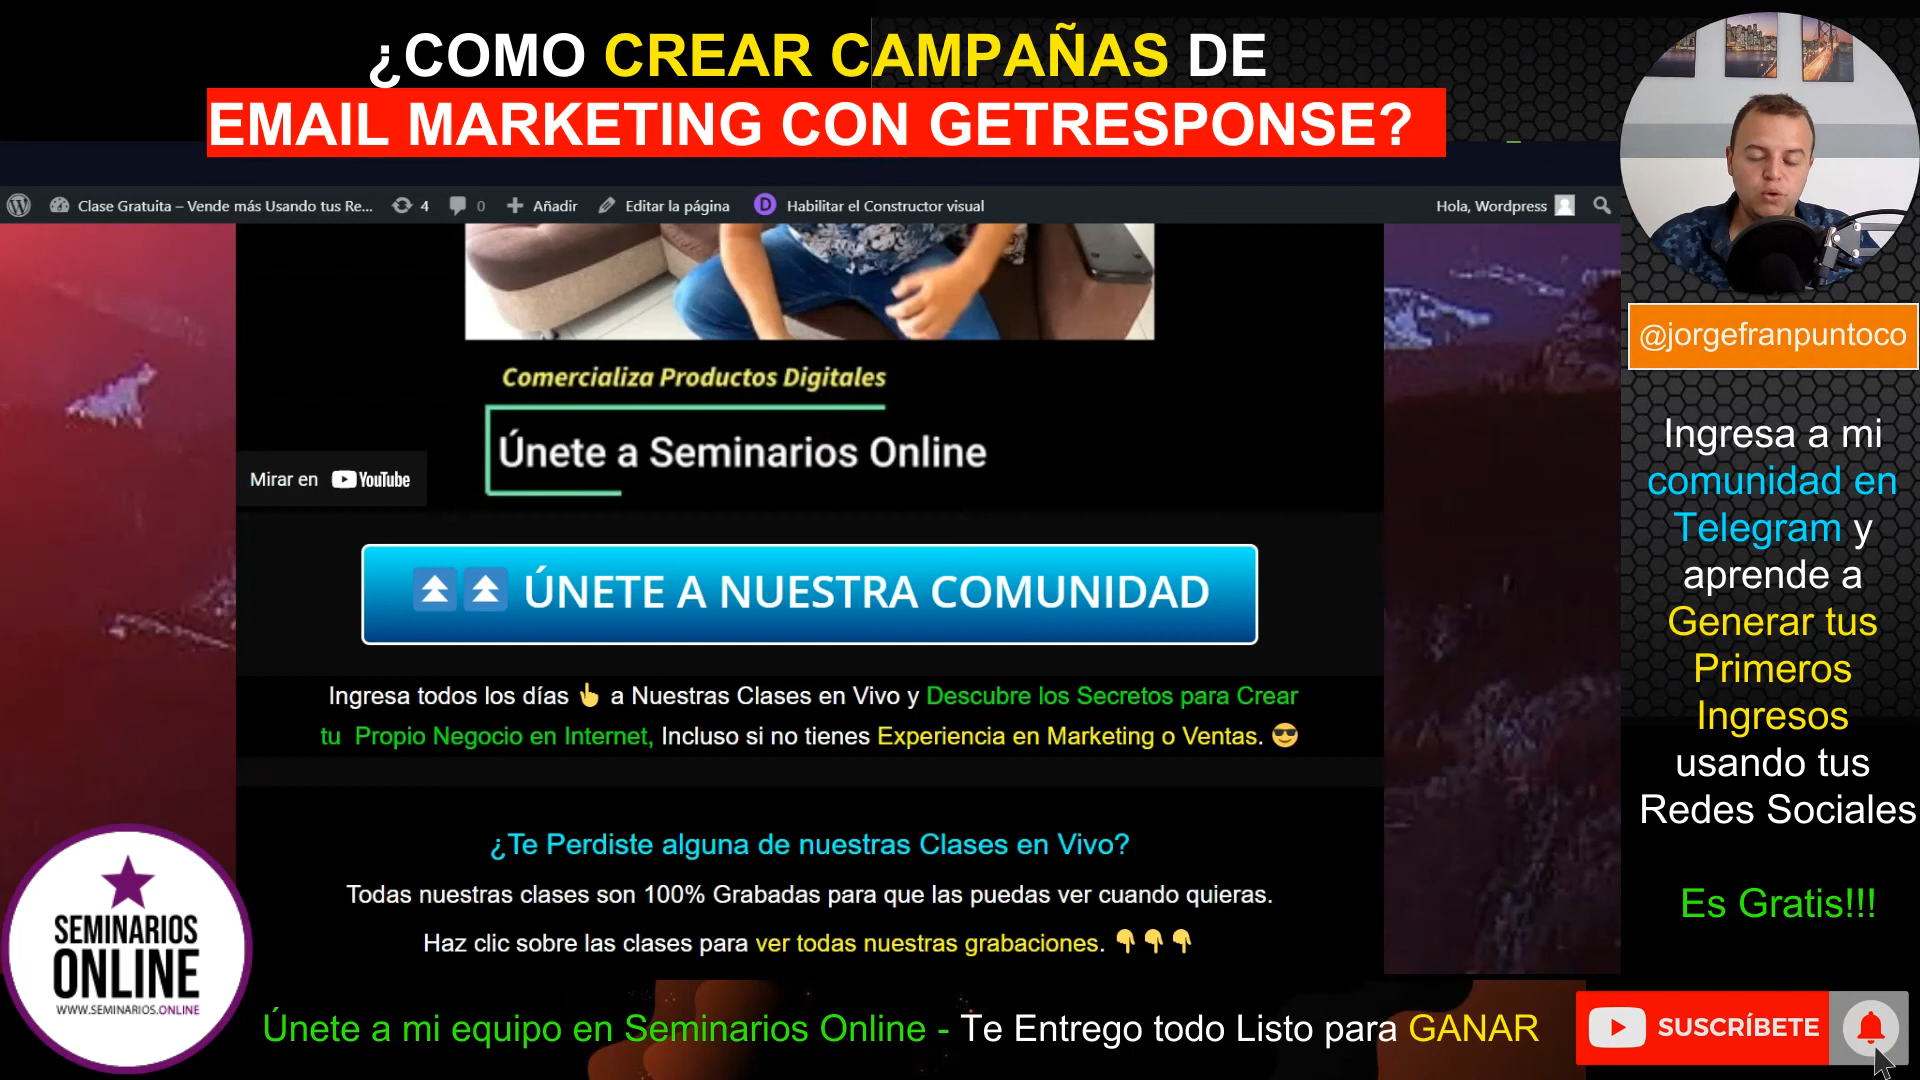 ¿COMO CREAR CAMPAÑAS DE
EMAIL MARKETING CON GETRESPONSE?
Clase Gratuita – Vende más Usando tus Re... 4 0 Añadir Editar la página D Habilitar el Constructor visual Hola, Wordpress
@jorgefranpuntoco
Comercializa Productos Digitales
Únete a Seminarios Online
Mirar en YouTube
ÚNETE A NUESTRA COMUNIDAD
Ingresa todos los días 👆 a Nuestras Clases en Vivo y Descubre los Secretos para Crear
tu Propio Negocio en Internet, Incluso si no tienes Experiencia en Marketing o Ventas. 😎
¿Te Perdiste alguna de nuestras Clases en Vivo?
Todas nuestras clases son 100% Grabadas para que las puedas ver cuando quieras.
Haz clic sobre las clases para ver todas nuestras grabaciones. 👇👇👇
Ingresa a mi
comunidad en
Telegram y
aprende a
Generar tus
Primeros
Ingresos
usando tus
Redes Sociales
Es Gratis!!!
SEMINARIOS
ONLINE
WWW.SEMINARIOS.ONLINE
Únete a mi equipo en Seminarios Online - Te Entrego todo Listo para GANAR
SUSCRÍBETE